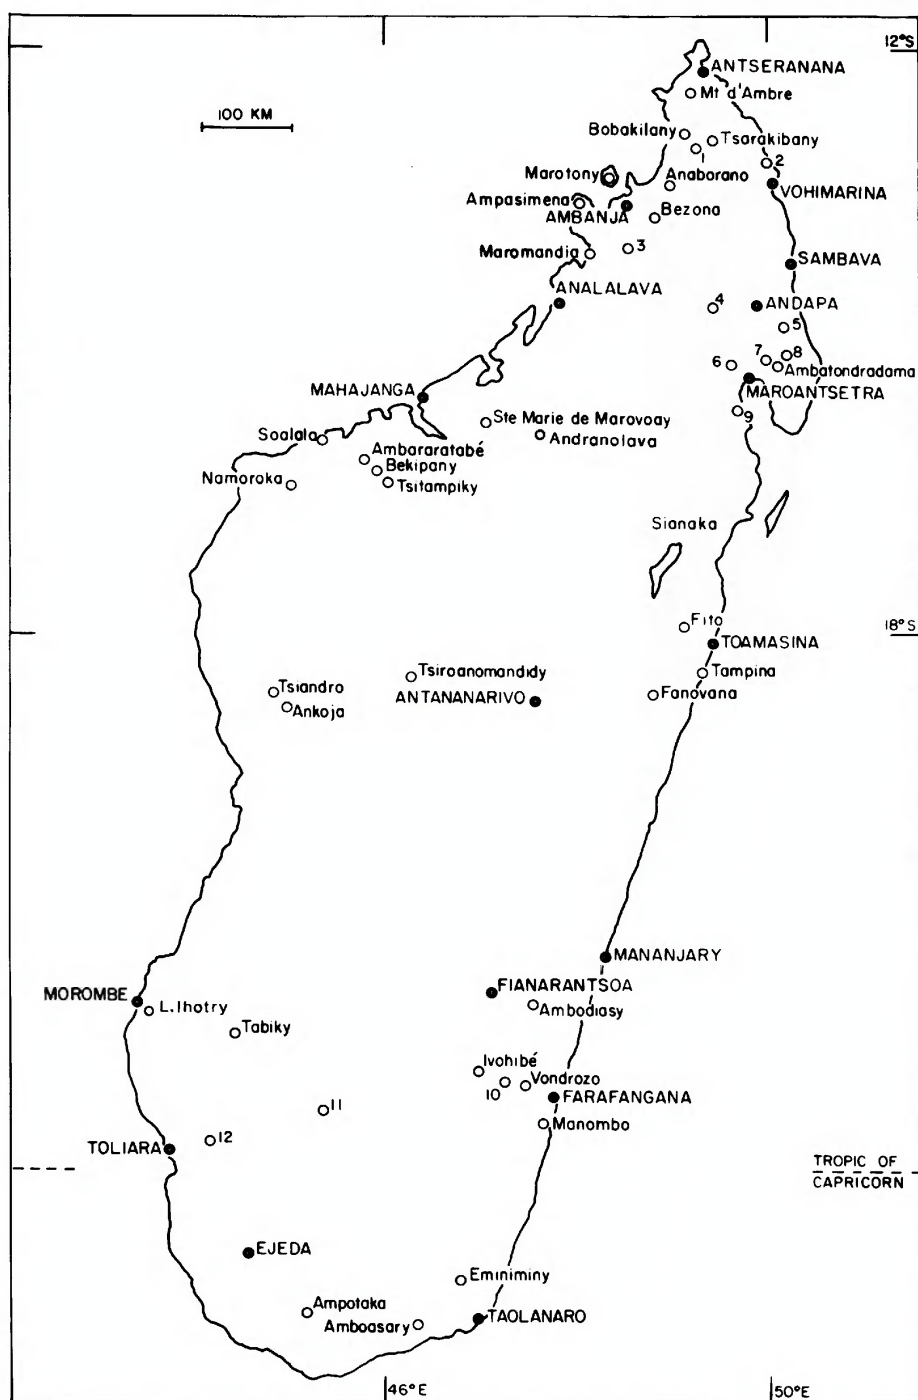 12°S
ANTSERANANA
Mt d'Ambre
100 KM
Bobakilany
Tsarakibany
1
2
Marotony
Anaborano
VOHIMARINA
Ampasimena
AMBANJA
Bezona
Maromandia
3
SAMBAVA
ANALALAVA
4
ANDAPA
5
6
7
8
Ambatondradama
MAROANTSETRA
MAHAJANGA
9
Ste Marie de Marovoay
Soalala
Andranolava
Ambararatabé
Bekipany
Namoroka
Tsitampiky
Sianaka
Fito
18°S
TOAMASINA
Tsiroanomandidy
Tampina
Tsiandro
ANTANANARIVO
Fanovana
Ankoja
MANANJARY
MOROMBE
FIANARANTSOA
L. Ihotry
Ambodiasy
Tabiky
Ivohibé
10
Vondrozo
FARAFANGANA
11
Manombo
12
TOLIARA
TROPIC OF
CAPRICORN
EJEDA
Eminiminy
Ampotaka
Amboasary
TAOLANARO
46°E
50°E